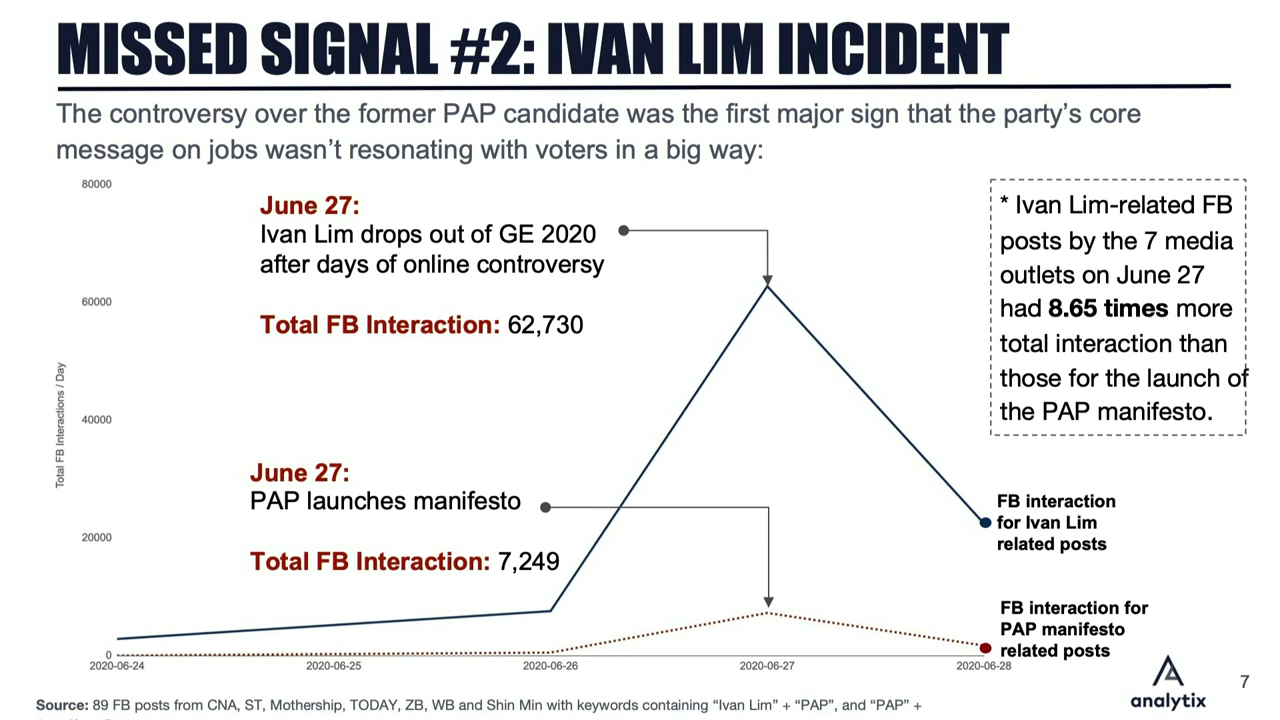 MISSED SIGNAL #2: IVAN LIM INCIDENT
The controversy over the former PAP candidate was the first major sign that the party's core
message on jobs wasn't resonating with voters in a big way:
80000
60000
40000
20000
0
Total FB Interactions / Day
June 27:
Ivan Lim drops out of GE 2020
after days of online controversy
Total FB Interaction: 62,730
June 27:
PAP launches manifesto
Total FB Interaction: 7,249
* Ivan Lim-related FB
posts by the 7 media
outlets on June 27
had 8.65 times more
total interaction than
those for the launch of
the PAP manifesto.
FB interaction
for Ivan Lim
related posts
FB interaction for
PAP manifesto
related posts
2020-06-24
2020-06-25
2020-06-26
2020-06-27
2020-06-28
analytix
7
Source: 89 FB posts from CNA, ST, Mothership, TODAY, ZB, WB and Shin Min with keywords containing “Ivan Lim” + “PAP”, and “PAP” +